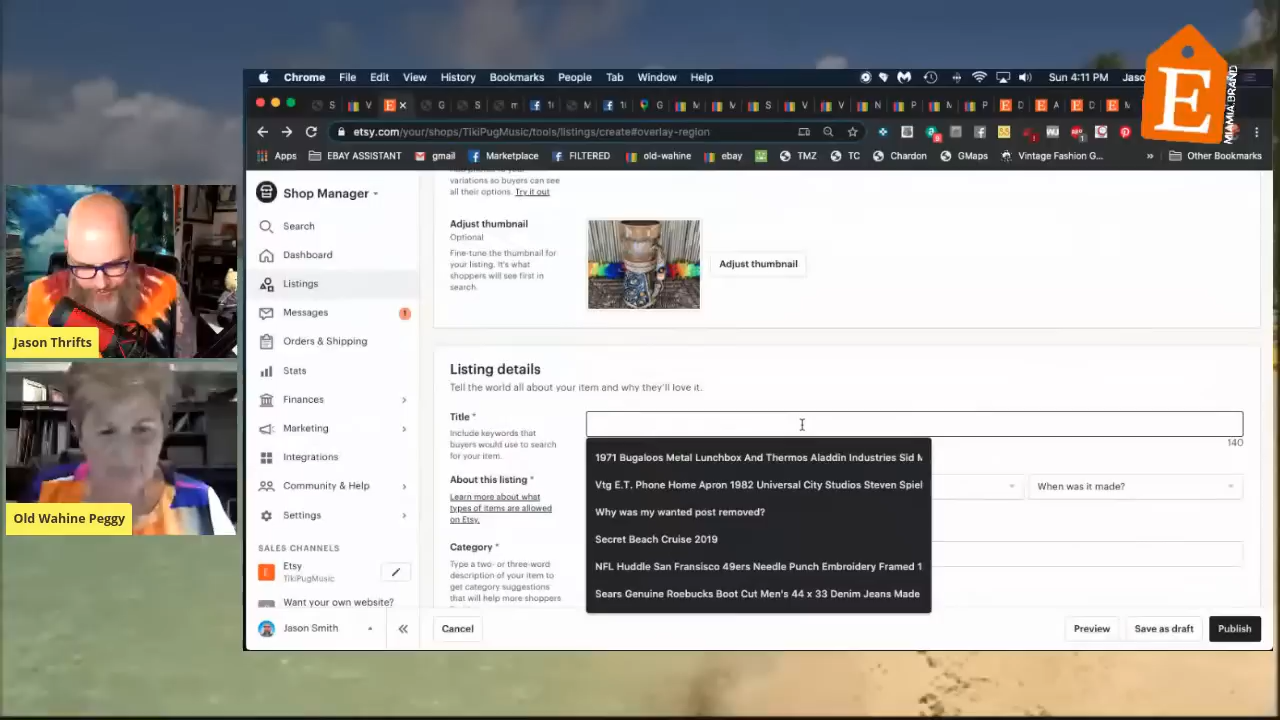 Chrome File Edit View History Bookmarks People Tab Window Help
Sun 4:11 PM
E
MIAMIA.BRAND
etsy.com/your/shops/TikiPugMusic/tools/listings/create#overlay-region
Apps EBAY ASSISTANT gmail Marketplace FILTERED old-wahine ebay TMZ TC Chardon GMaps Vintage Fashion G... » Other Bookmarks
Shop Manager
Search
Dashboard
Listings
Messages 1
Orders & Shipping
Stats
Finances
Marketing
Integrations
Community & Help
Settings
SALES CHANNELS
Etsy
TikiPugMusic
Want your own website?
Jason Smith
variations so buyers can see
all their options. Try it out
Adjust thumbnail
Optional
Fine-tune the thumbnail for
your listing. It's what
shoppers will see first in
search.
Adjust thumbnail
Listing details
Tell the world all about your item and why they'll love it.
Title *
Include keywords that
buyers would use to search
for your item.
140
About this listing *
Learn more about what
types of items are allowed
on Etsy.
When was it made?
Category *
Type a two- or three-word
description of your item to
get category suggestions
that will help more shoppers
1971 Bugaloos Metal Lunchbox And Thermos Aladdin Industries Sid
Vtg E.T. Phone Home Apron 1982 Universal City Studios Steven Spiel
Why was my wanted post removed?
Secret Beach Cruise 2019
NFL Huddle San Fransisco 49ers Needle Punch Embroidery Framed 1
Sears Genuine Roebucks Boot Cut Men's 44 x 33 Denim Jeans Made
Cancel
Preview
Save as draft
Publish
Jason Thrifts
Old Wahine Peggy